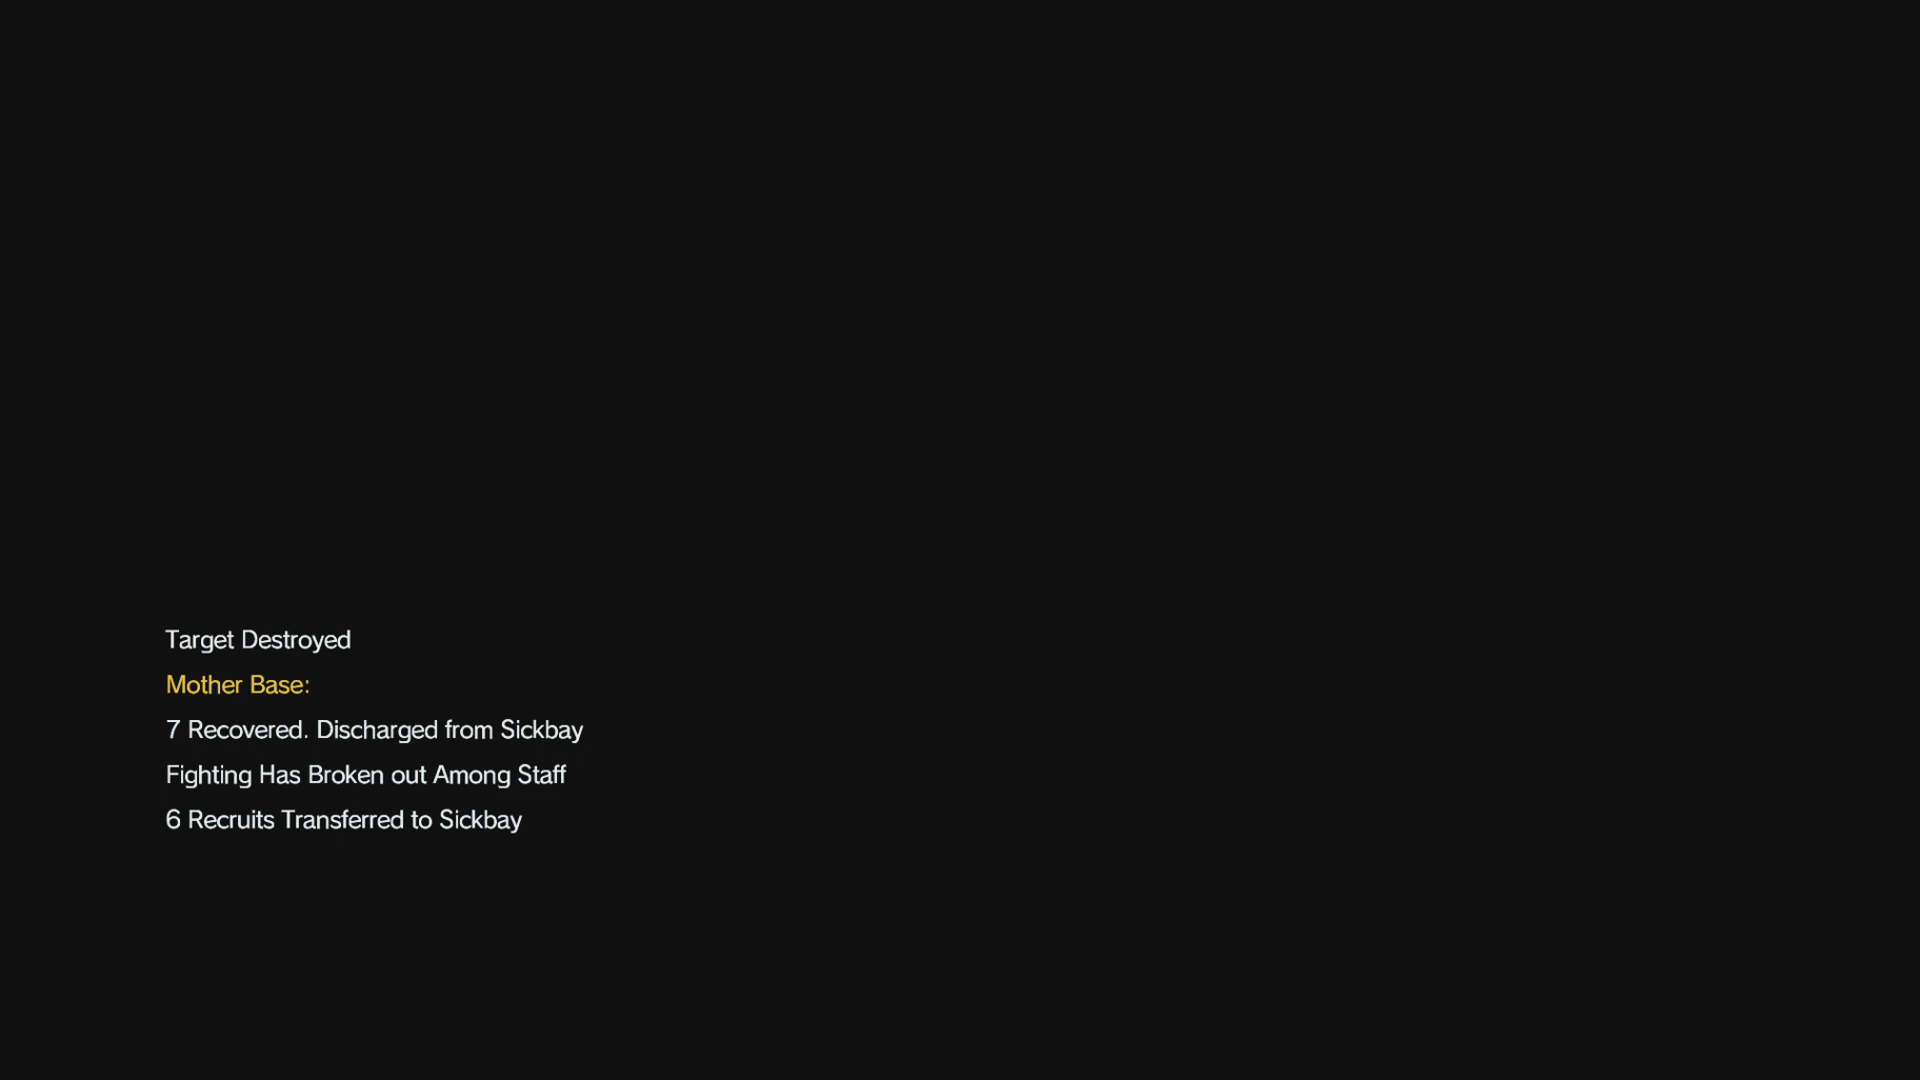 Target Destroyed
Mother Base:
7 Recovered. Discharged from Sickbay
Fighting Has Broken out Among Staff
6 Recruits Transferred to Sickbay